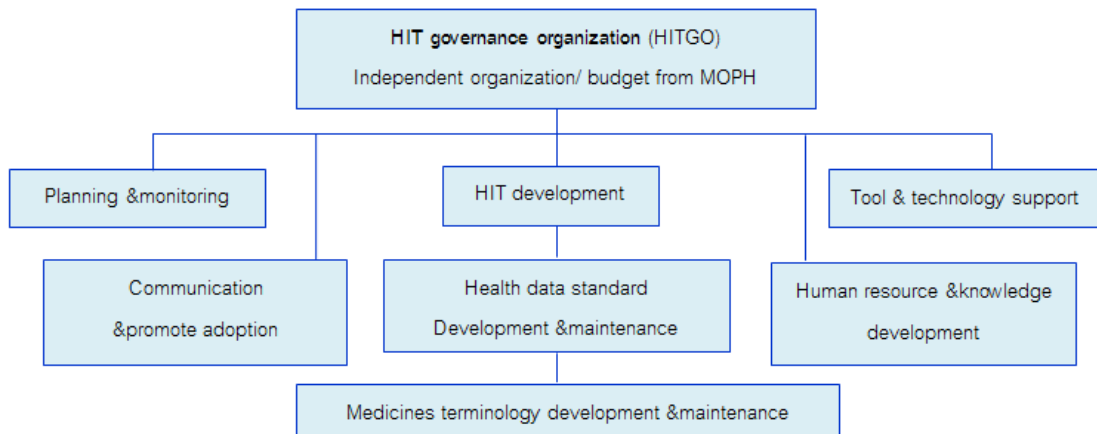 HIT governance organization (HITGO)
Independent organization/ budget from MOPH
Planning &monitoring
HIT development
Tool & technology support
Communication
&promote adoption
Health data standard
Development &maintenance
Human resource &knowledge
development
Medicines terminology development &maintenance